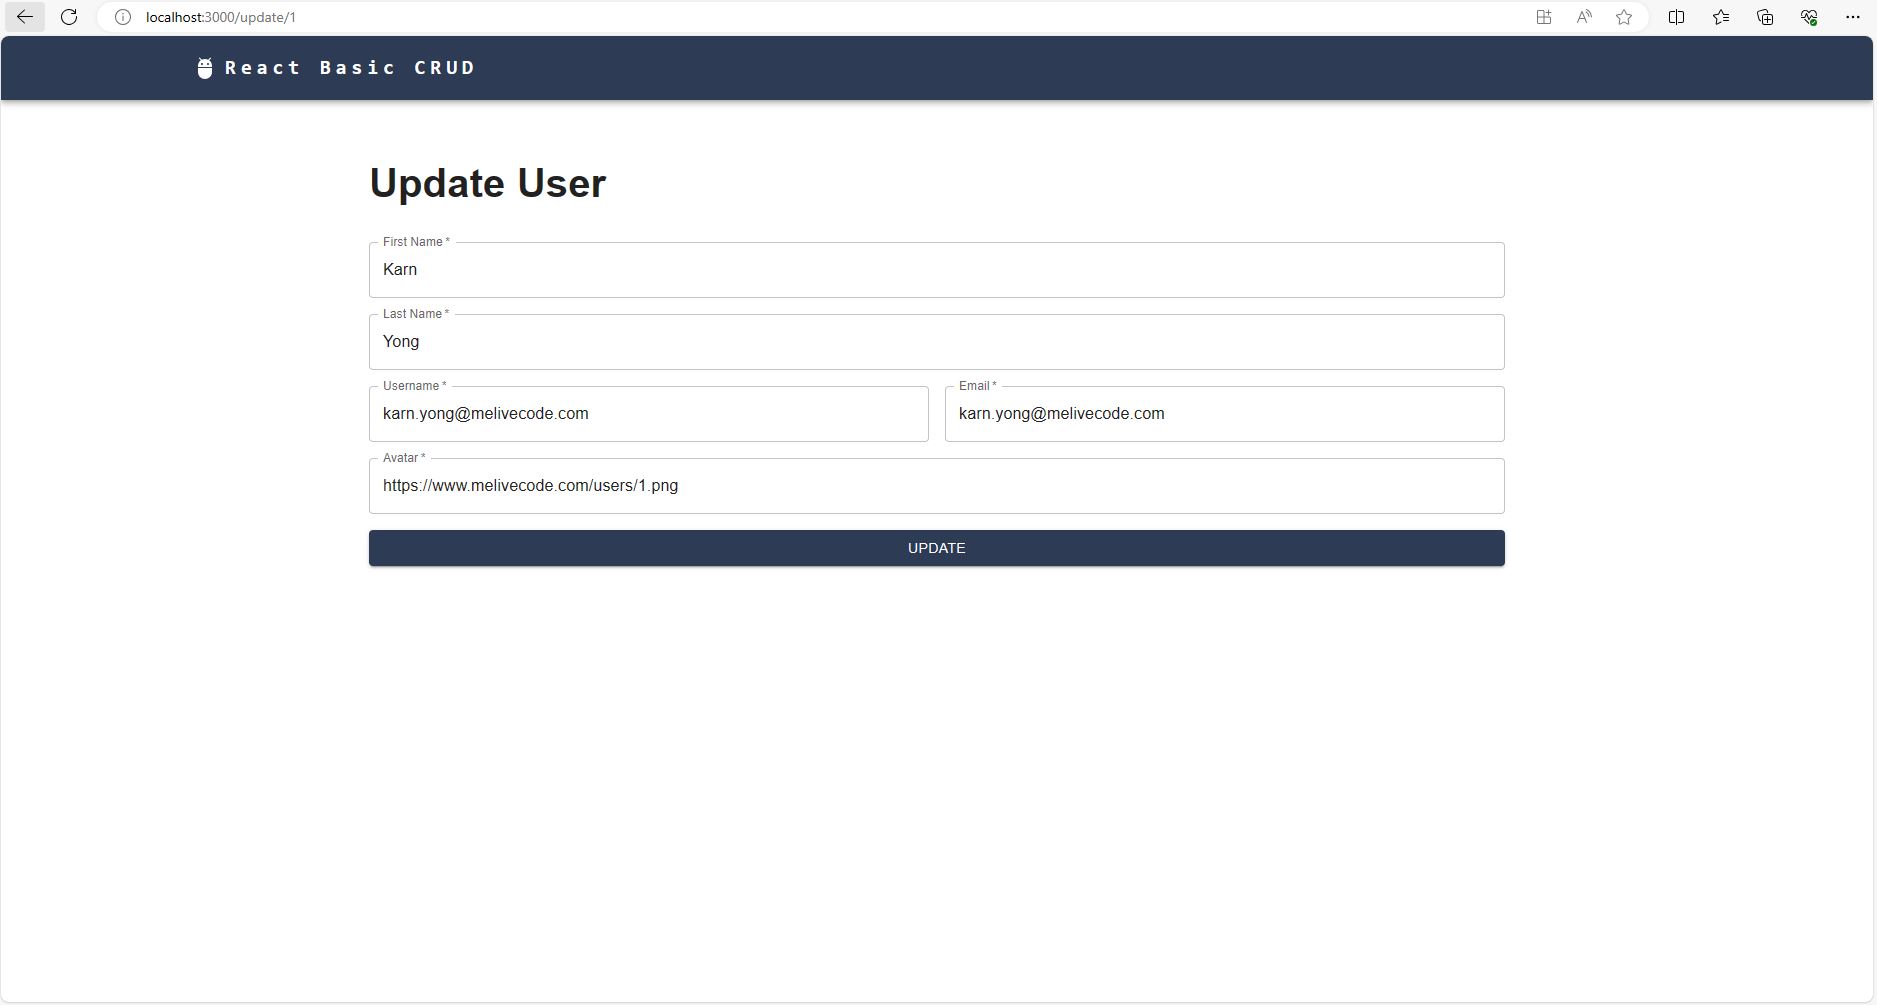 localhost:3000/update/1
React Basic CRUD
Update User
First Name *
Karn
Last Name *
Yong
Username *
karn.yong@melivecode.com
Email *
karn.yong@melivecode.com
Avatar *
https://www.melivecode.com/users/1.png
UPDATE